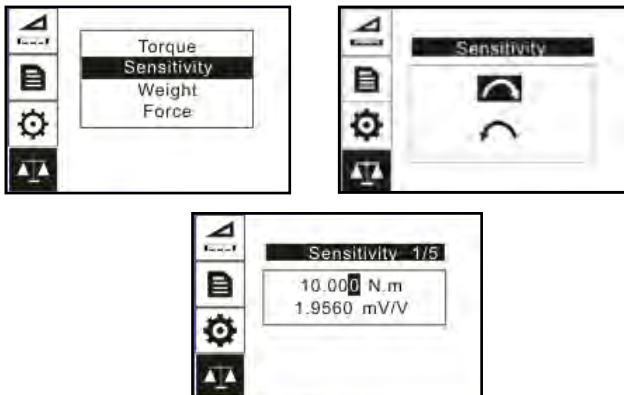 Torque
Sensitivity
Weight
Force
Sensitivity
Sensitivity 1/5
10.000 N.m
1.9560 mV/V